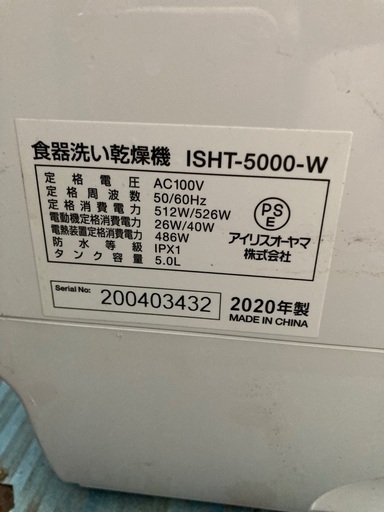 食器洗い乾燥機 ISHT-5000-W
定格電圧 AC100V
定格周波数 50/60Hz
定格消費電力 512W/526W
電動機定格消費電力 26W/40W
電熱装置定格消費電力 486W
防水等級 IPX1
タンク容量 5.0L
PS
E
アイリスオーヤマ
株式会社
Serial No: 200403432
2020年製
MADE IN CHINA